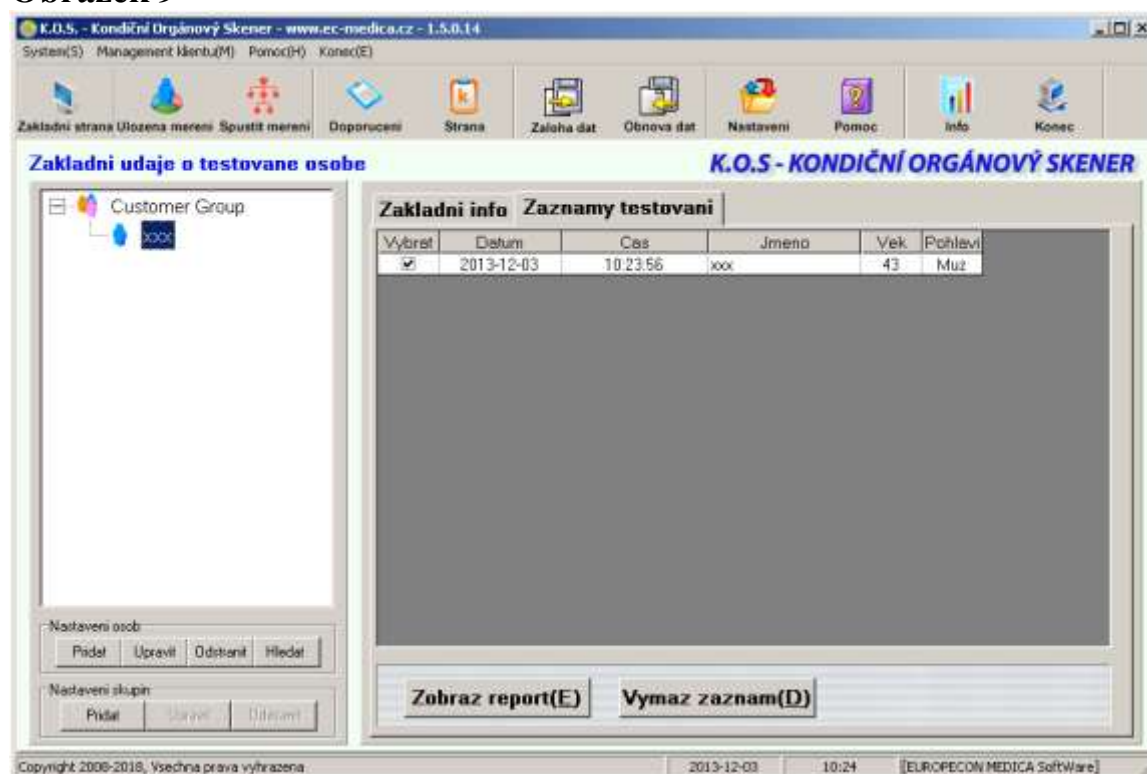 Obrázek 9
K.O.S. - Kondiční Orgánový Skener - www.ec-medica.cz - 1.5.0.14
System(S) Management klientu(M) Pomoc(H) Konec(E)
Zakladni strana Ulozena mereni Spustit mereni Doporuceni Strana Zaloha dat Obnova dat Nastaveni Pomoc Info Konec
Zakladni udaje o testovane osobe
K.O.S - KONDIČNÍ ORGÁNOVÝ SKENER
Customer Group
xxx
Zakladni info Zaznamy testovani
Vybrat Datum Cas Jmeno Vek Pohlavi
2013-12-03 10:23:56 xxx 43 Muz
Nastaveni osob
Pridat Upravit Odstranit Hledat
Nastaveni skupin
Pridat Upravit Odstranit
Zobraz report(E) Vymaz zaznam(D)
Copyright 2008-2018, Vsechna prava vyhrazena 2013-12-03 10:24 [EUROPECON MEDICA SoftWare]